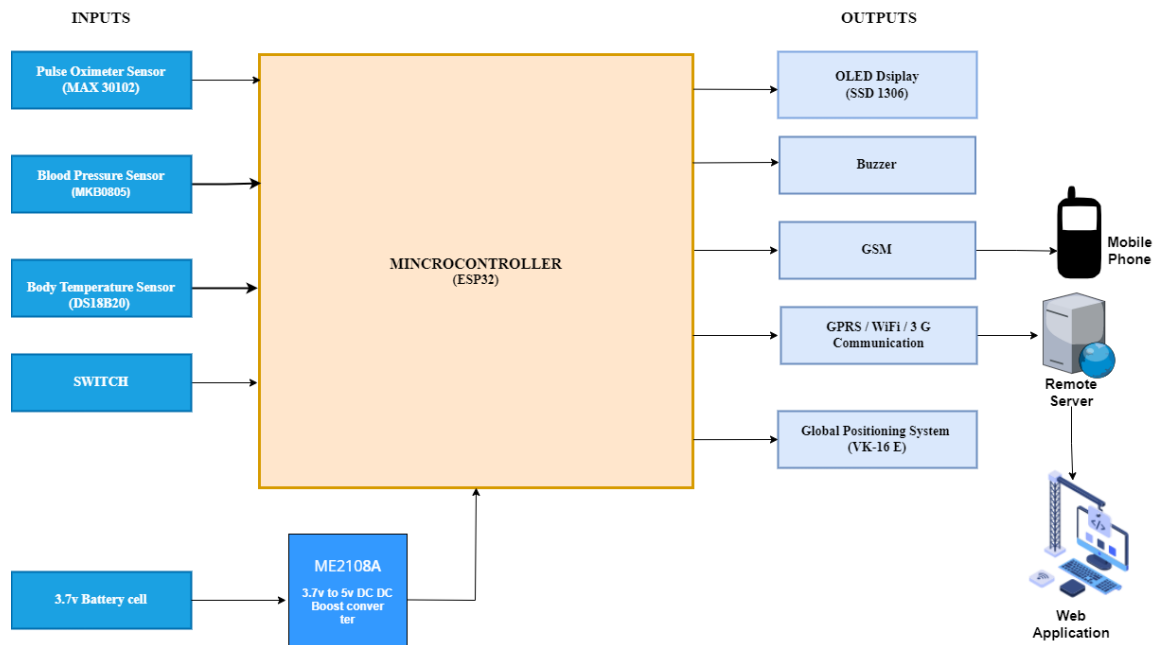 INPUTS
OUTPUTS
Pulse Oximeter Sensor
(MAX 30102)
Blood Pressure Sensor
(MKB0805)
Body Temperature Sensor
(DS18B20)
SWITCH
MINCROCONTROLLER
(ESP32)
OLED Dsiplay
(SSD 1306)
Buzzer
GSM
Mobile
Phone
GPRS / WiFi / 3 G
Communication
Remote
Server
Global Positioning System
(VK-16 E)
3.7v Battery cell
ME2108A
3.7v to 5v DC DC
Boost conver
ter
Web
Application